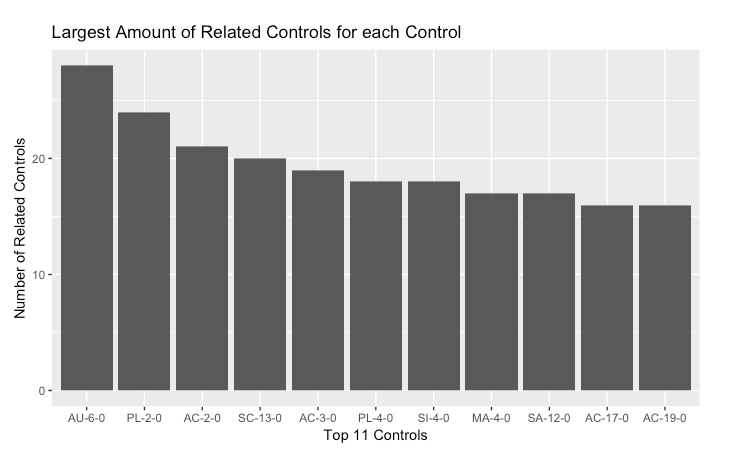 Largest Amount of Related Controls for each Control
Number of Related Controls
20
10
0
AU-6-0 PL-2-0 AC-2-0 SC-13-0 AC-3-0 PL-4-0 SI-4-0 MA-4-0 SA-12-0 AC-17-0 AC-19-0
Top 11 Controls